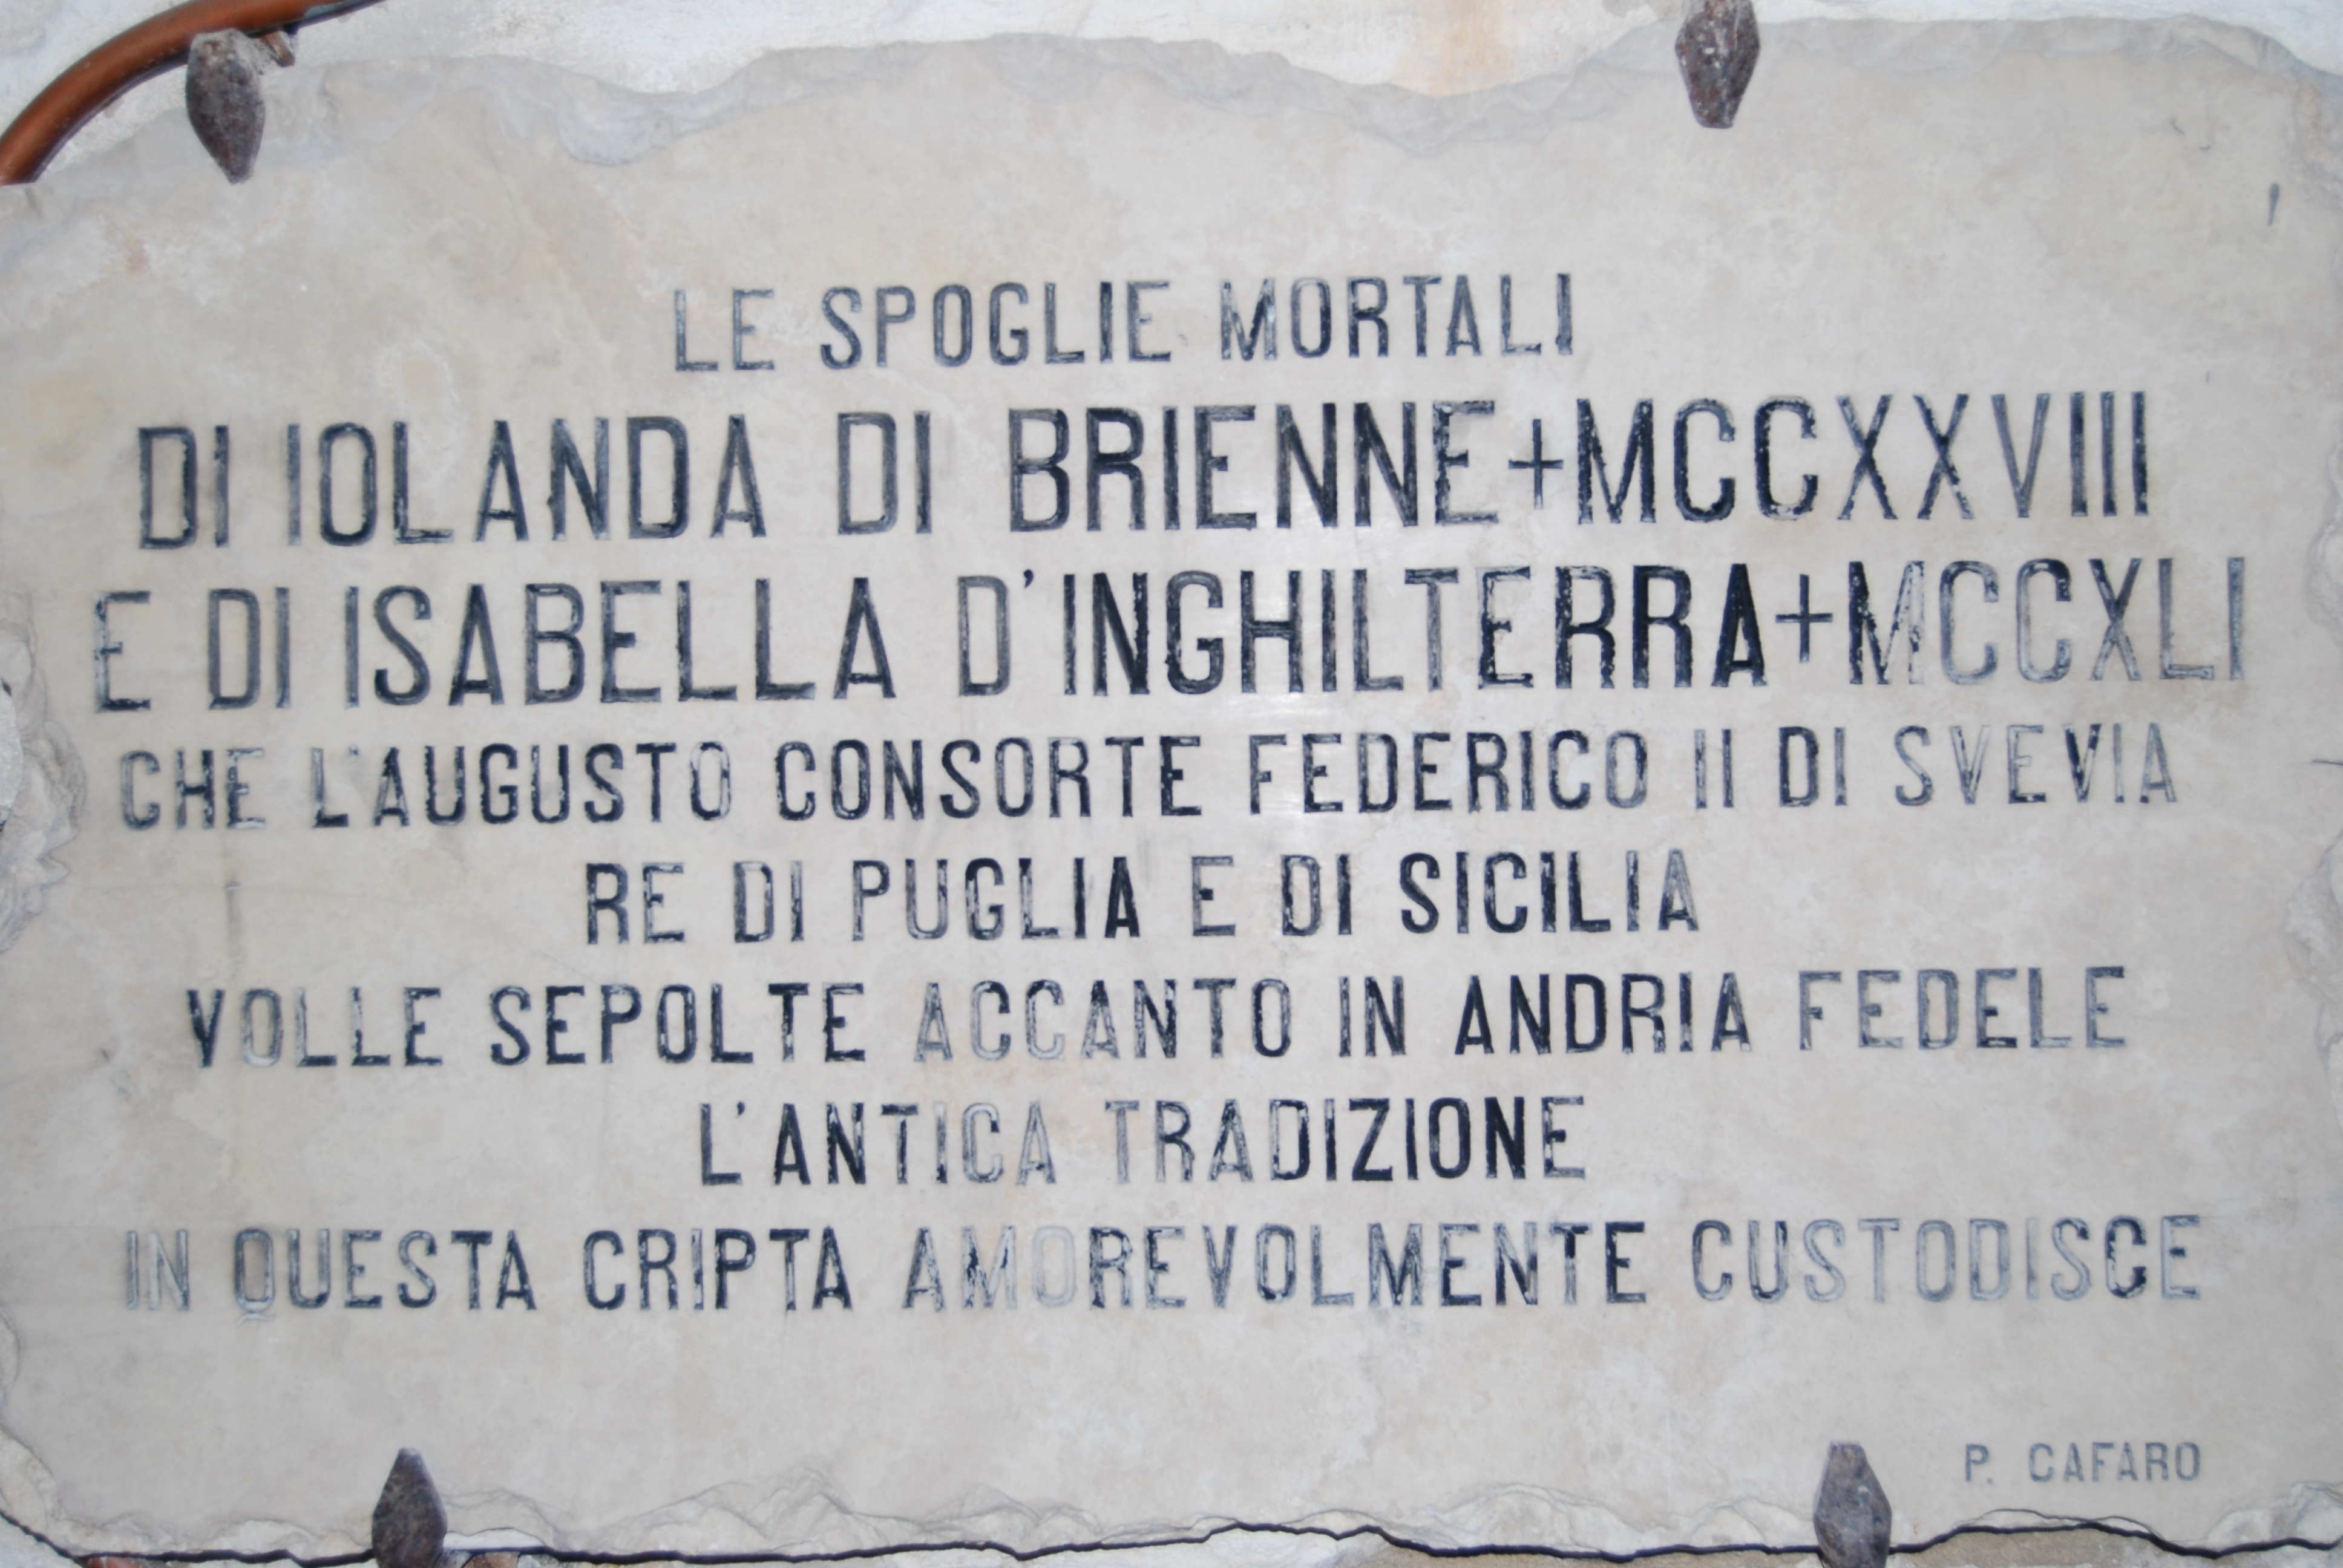 LE SPOGLIE MORTALI
DI IOLANDA DI BRIENNE+MCCXXVIII
E DI ISABELLA D'INGHILTERRA+MCCXLI
CHE L'AUGUSTO CONSORTE FEDERICO II DI SVEVIA
RE DI PUGLIA E DI SICILIA
VOLLE SEPOLTE ACCANTO IN ANDRIA FEDELE
L'ANTICA TRADIZIONE
IN QUESTA CRIPTA AMOREVOLMENTE CUSTODISCE
P. CAFARO